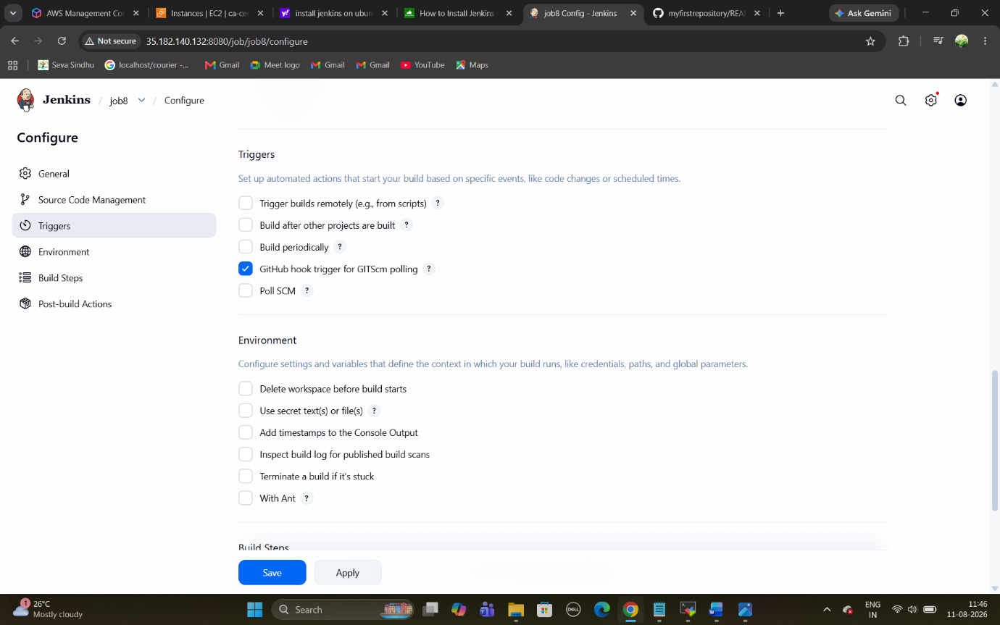 AWS Management Co
Instances | EC2 | ca-ce
install jenkins on ubun
How to Install Jenkins
job8 Config - Jenkins
myfirstrepository/REA
Ask Gemini
Not secure
35.182.140.132:8080/job/job8/configure
Seva Sindhu
localhost/courier -...
Gmail
Meet logo
Gmail
Gmail
YouTube
Maps
Jenkins / job8 / Configure
Configure
General
Source Code Management
Triggers
Environment
Build Steps
Post-build Actions
Triggers
Set up automated actions that start your build based on specific events, like code changes or scheduled times.
Trigger builds remotely (e.g., from scripts) ?
Build after other projects are built ?
Build periodically ?
GitHub hook trigger for GITScm polling ?
Poll SCM ?
Environment
Configure settings and variables that define the context in which your build runs, like credentials, paths, and global parameters.
Delete workspace before build starts
Use secret text(s) or file(s) ?
Add timestamps to the Console Output
Inspect build log for published build scans
Terminate a build if it's stuck
With Ant ?
Build Steps
Save
Apply
1
26°C
Mostly cloudy
Search
DELL
ENG
IN
11:46
11-08-2026